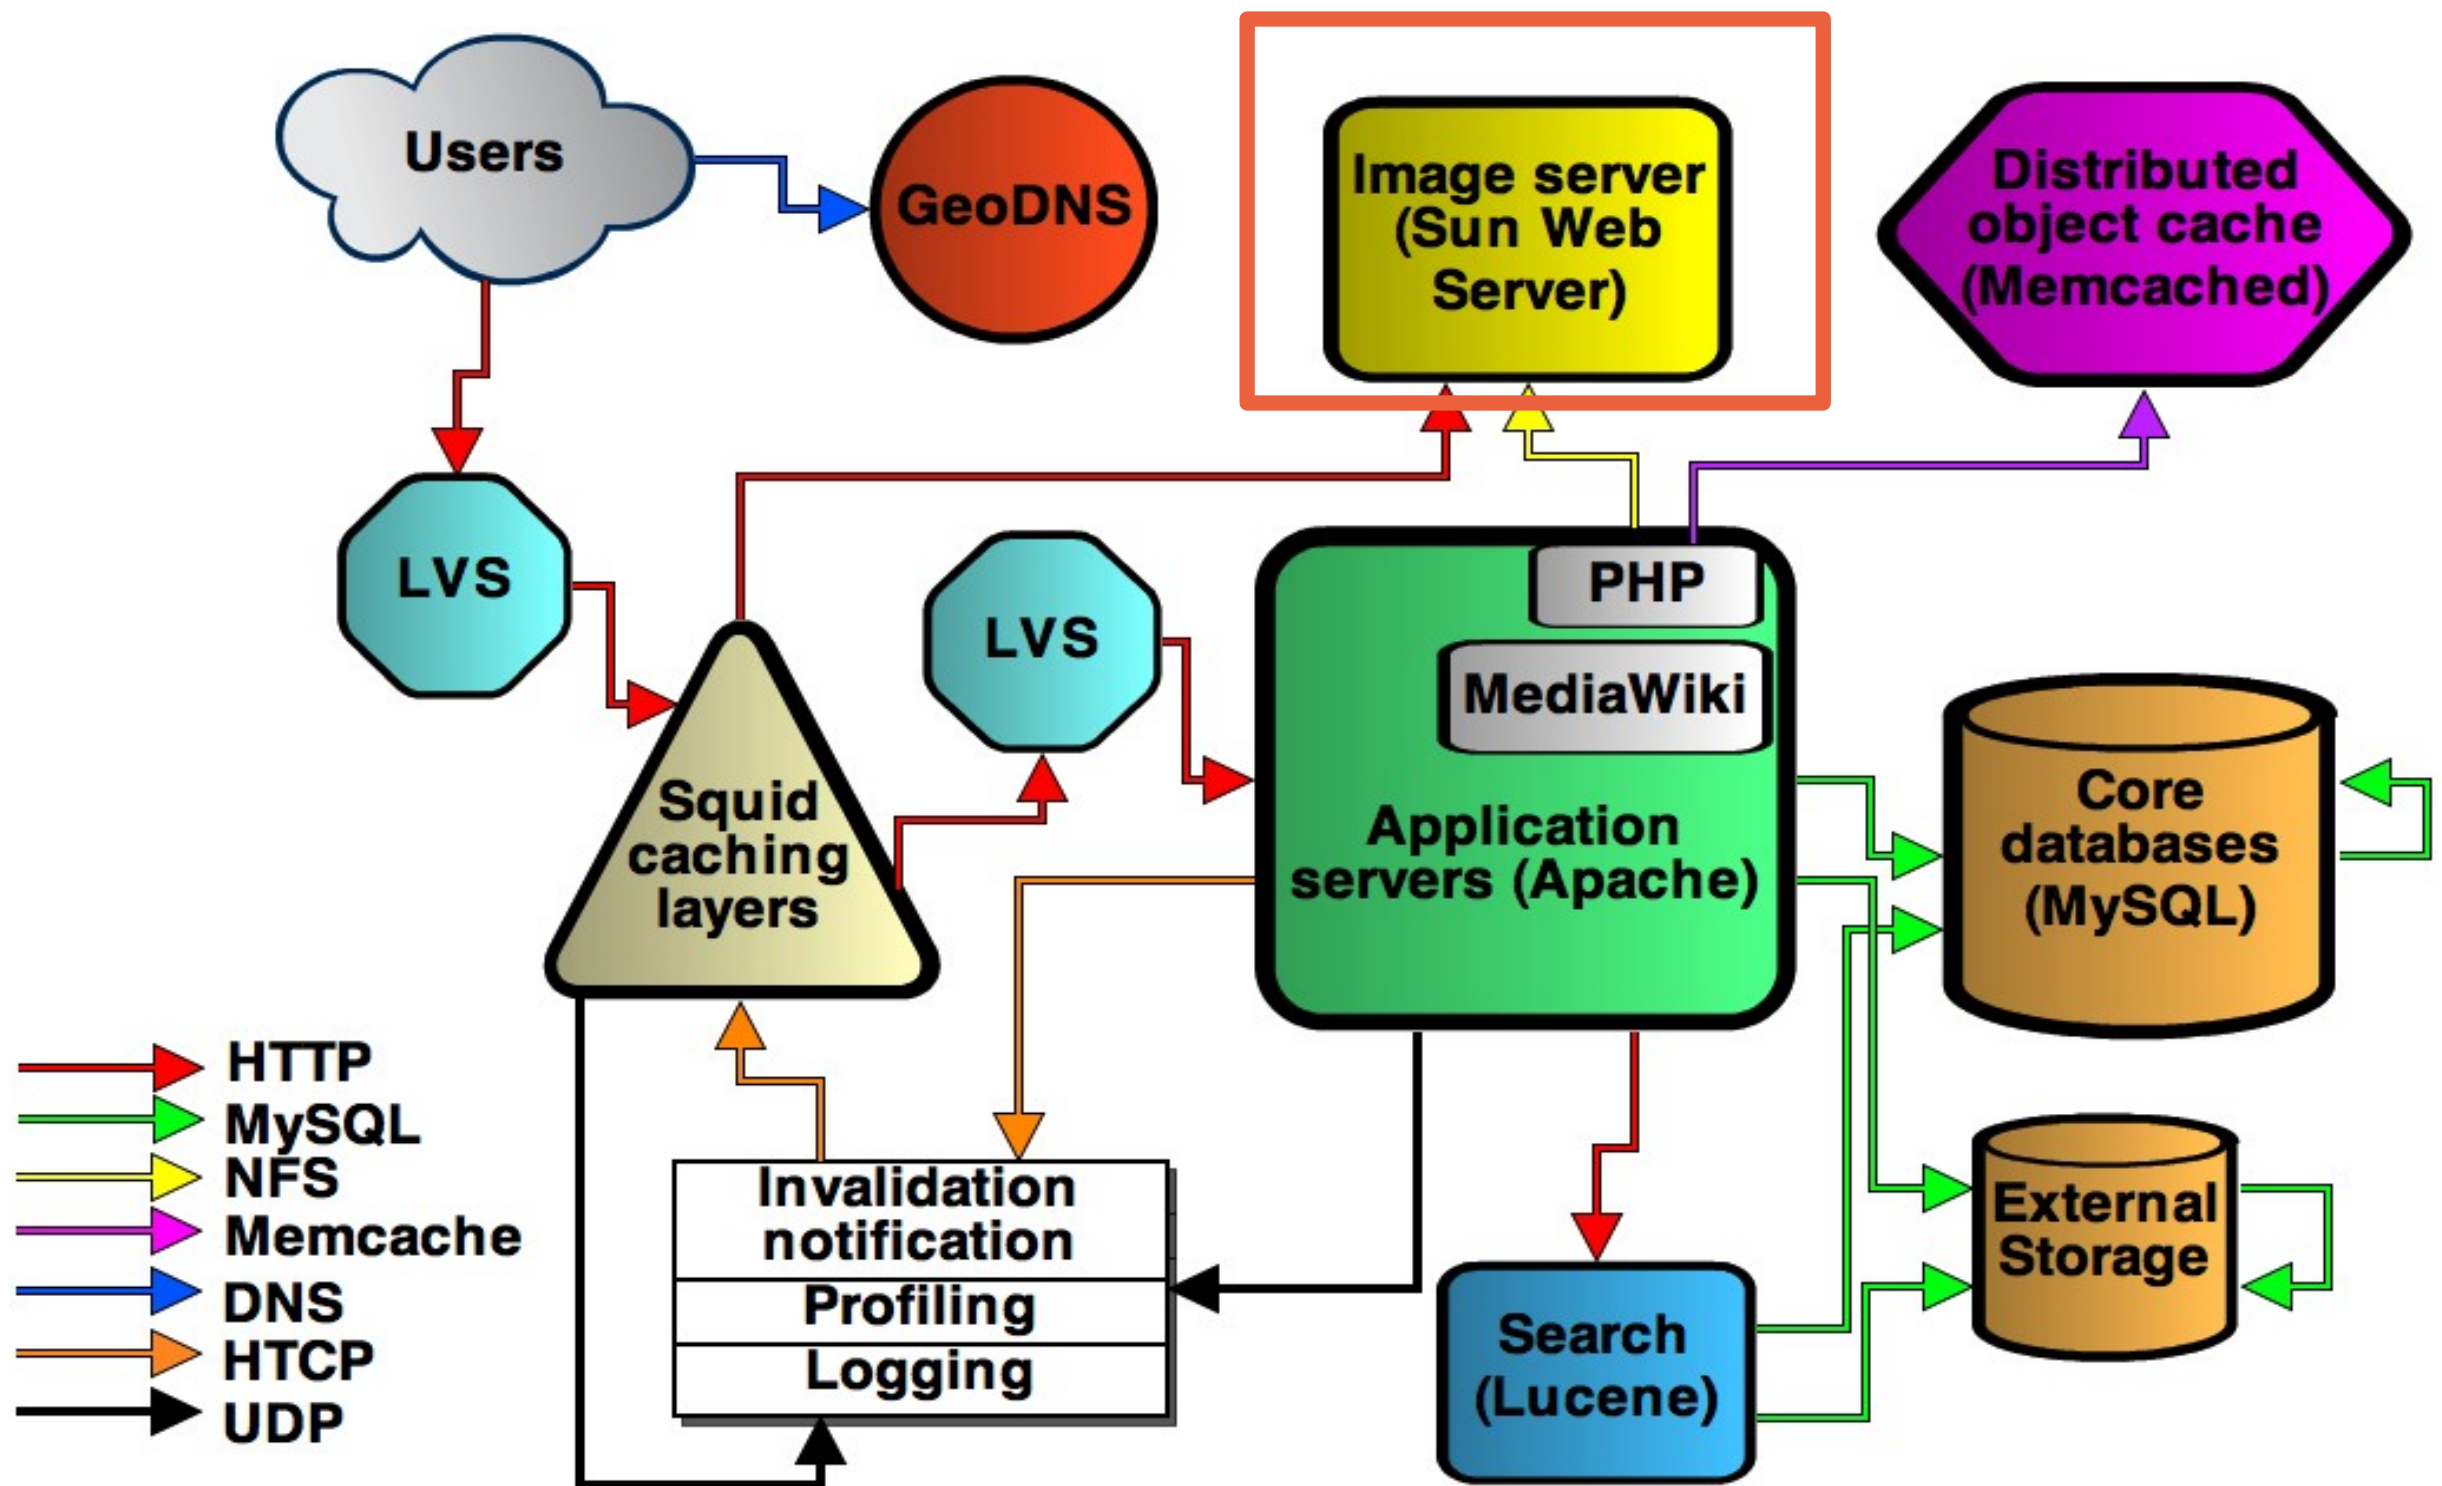 Users
GeoDNS
Image server
(Sun Web
Server)
Distributed
object cache
(Memcached)
LVS
LVS
PHP
MediaWiki
Squid
caching
layers
Application
servers (Apache)
Core
databases
(MySQL)
HTTP
MySQL
NFS
Memcache
DNS
HTCP
UDP
Invalidation
notification
Profiling
Logging
Search
(Lucene)
External
Storage